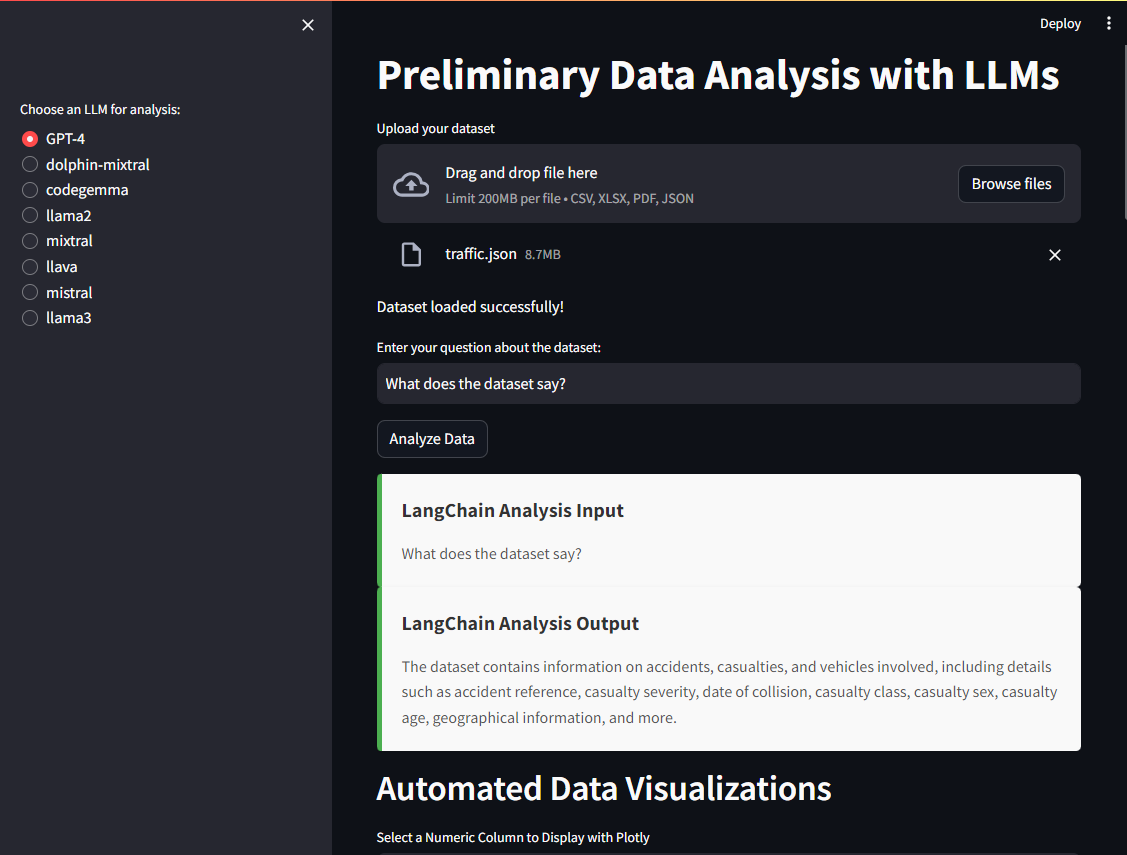 Deploy
Choose an LLM for analysis:
GPT-4
dolphin-mixtral
codegemma
llama2
mixtral
llava
mistral
llama3
Preliminary Data Analysis with LLMs
Upload your dataset
Drag and drop file here
Limit 200MB per file • CSV, XLSX, PDF, JSON
Browse files
traffic.json 8.7MB
Dataset loaded successfully!
Enter your question about the dataset:
What does the dataset say?
Analyze Data
LangChain Analysis Input
What does the dataset say?
LangChain Analysis Output
The dataset contains information on accidents, casualties, and vehicles involved, including details
such as accident reference, casualty severity, date of collision, casualty class, casualty sex, casualty
age, geographical information, and more.
Automated Data Visualizations
Select a Numeric Column to Display with Plotly